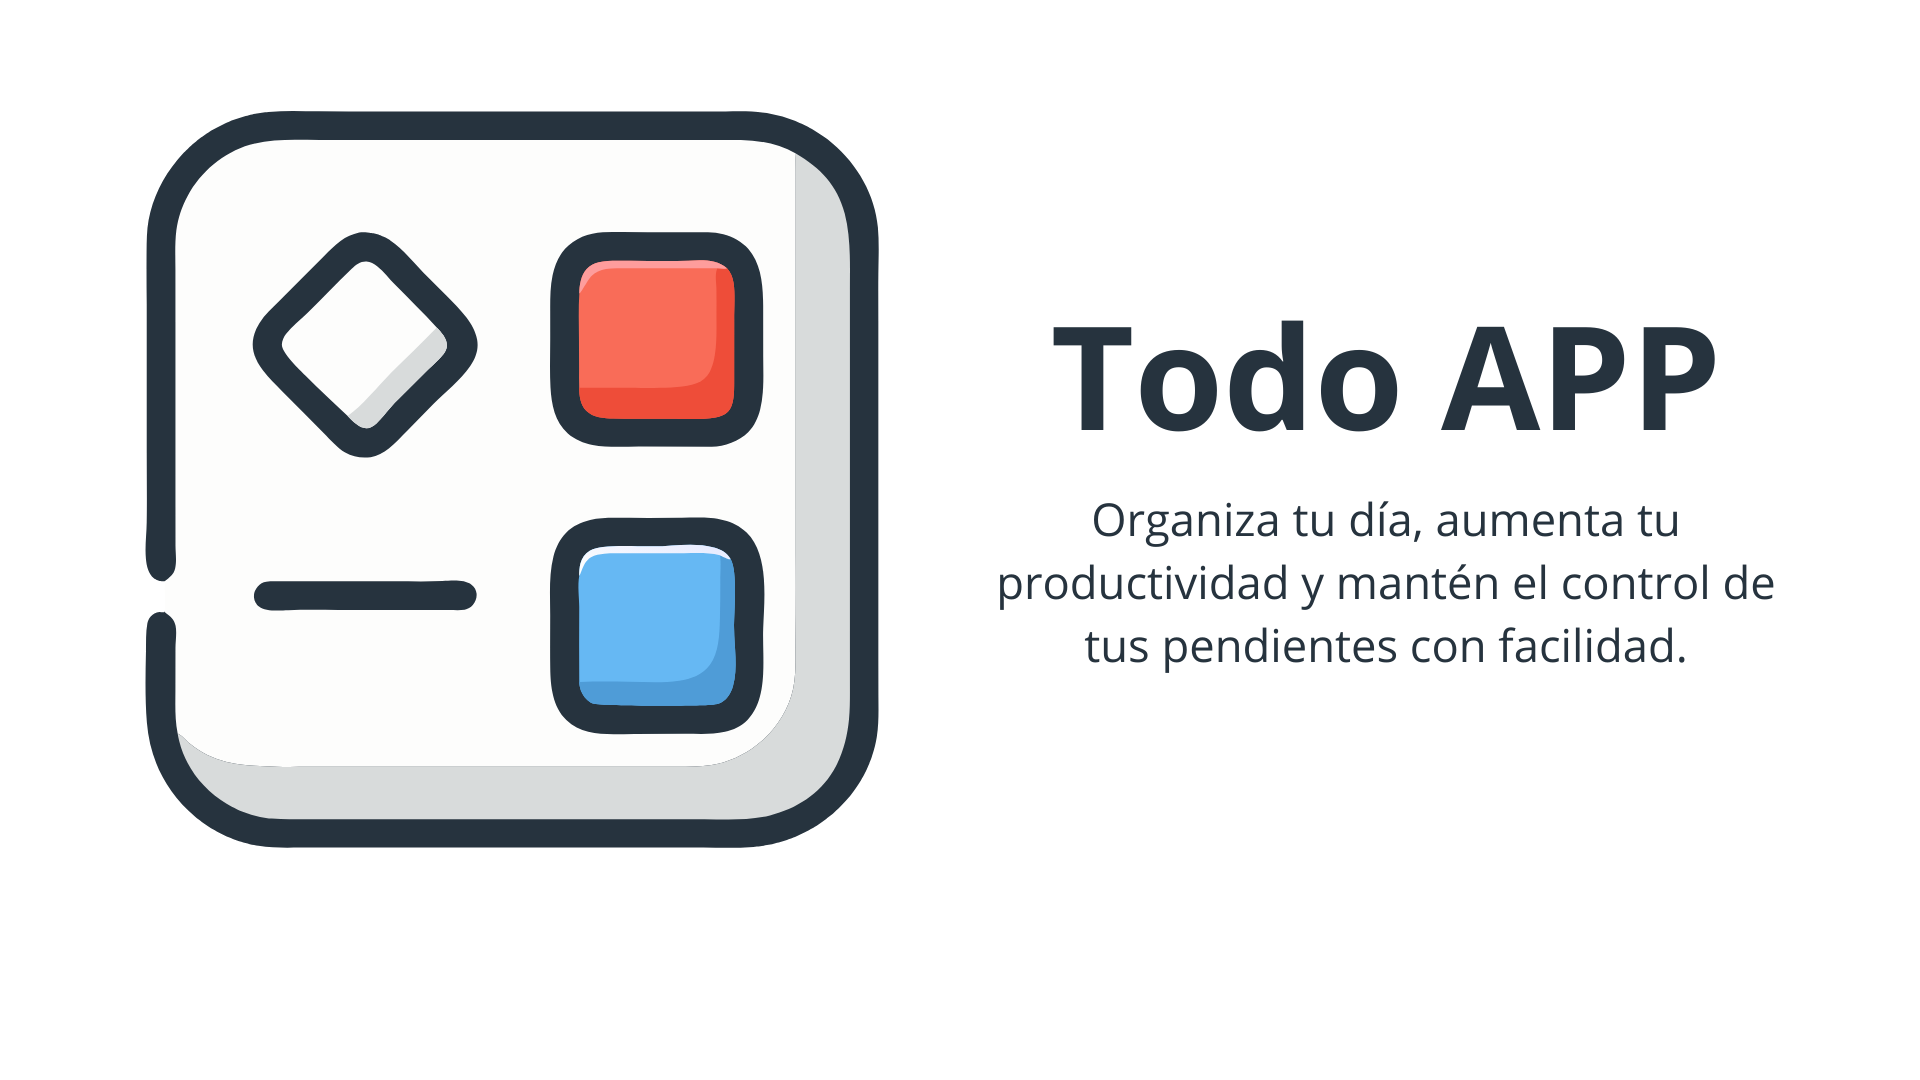 Todo APP
Organiza tu día, aumenta tu
productividad y mantén el control de
tus pendientes con facilidad.